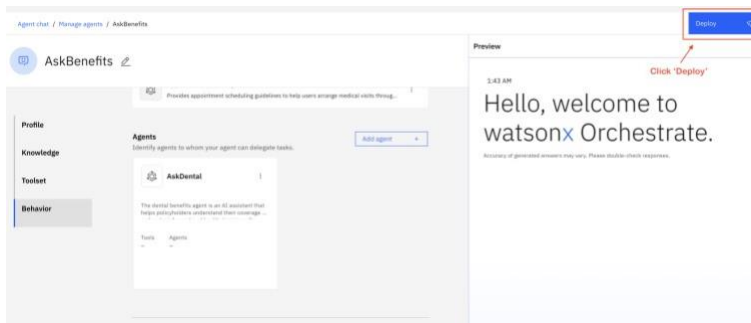 Agent chat / Manage agents / AskBenefits
Deploy
AskBenefits
Preview
Click 'Deploy'
Provides appointment scheduling guidelines to help users arrange medical visits throug...
1:43 AM
Hello, welcome to
watsonx Orchestrate.
Accuracy of generated answers may vary. Please double-check responses.
Profile
Knowledge
Toolset
Behavior
Agents
Identify agents to whom your agent can delegate tasks.
Add agent +
AskDental
The dental benefits agent is an AI assistant that
helps policyholders understand their coverage ...
Tools Agents
– –